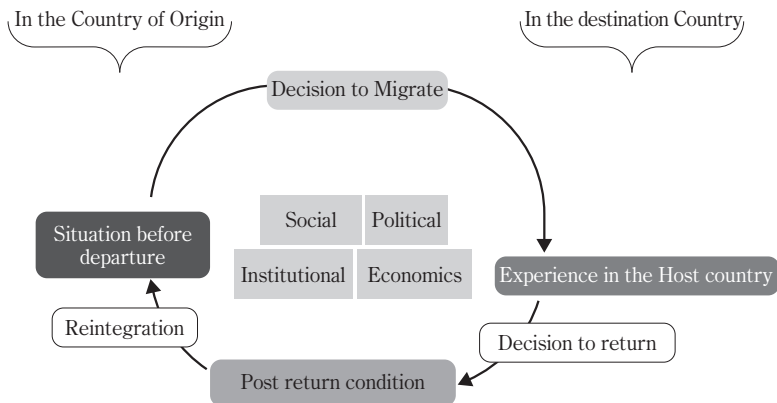 In the Country of Origin
In the destination Country
Decision to Migrate
Social
Political
Situation before
departure
Institutional
Economics
Experience in the Host country
Reintegration
Decision to return
Post return condition